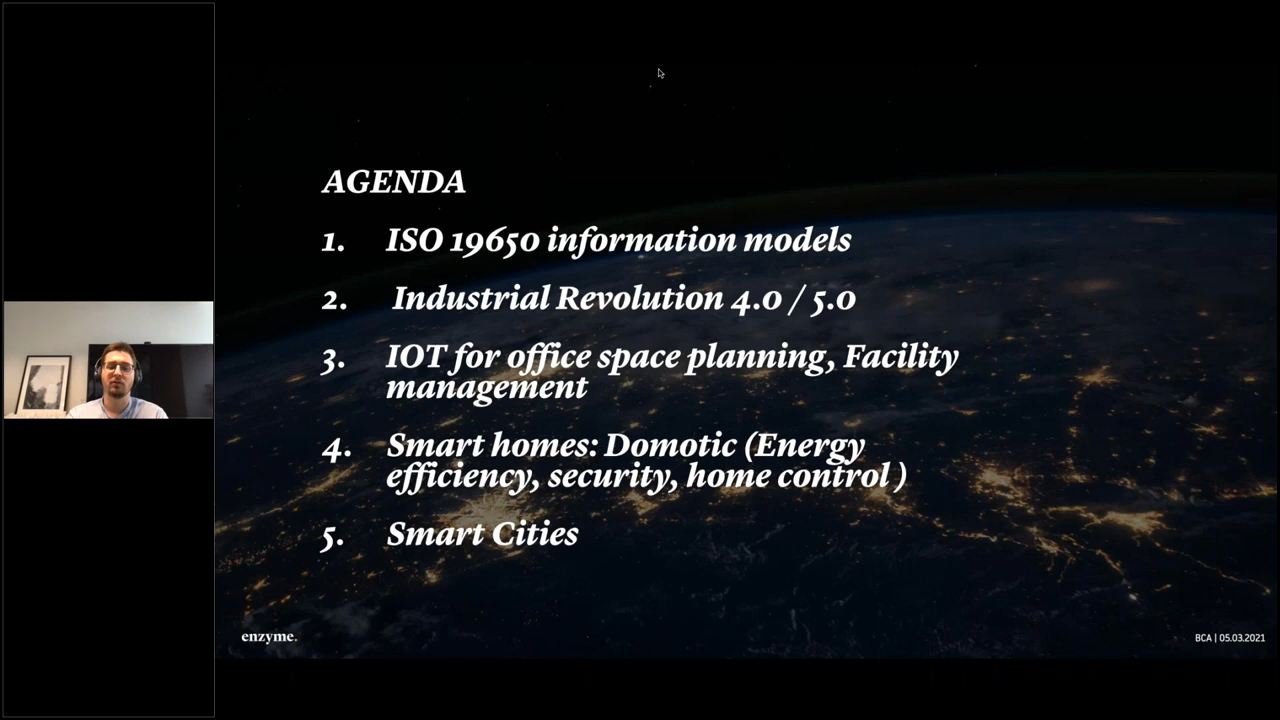 AGENDA
1. ISO 19650 information models
2. Industrial Revolution 4.0 / 5.0
3. IOT for office space planning, Facility
management
4. Smart homes: Domotic (Energy
efficiency, security, home control )
5. Smart Cities
enzyme.
BCA | 05.03.2021